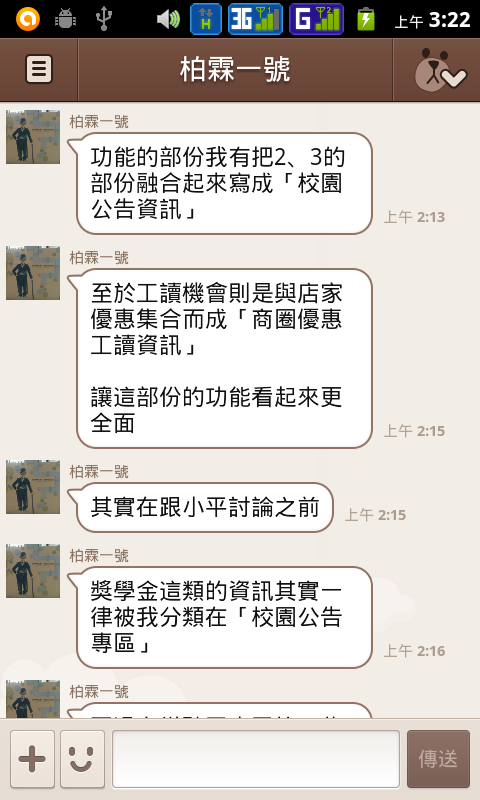 H
3G
1
G
2
上午 3:22
柏霖一號
柏霖一號
功能的部份我有把2、3的
部份融合起來寫成「校園
公告資訊」
上午 2:13
柏霖一號
至於工讀機會則是與店家
優惠集合而成「商圈優惠
工讀資訊」
讓這部份的功能看起來更
全面
上午 2:15
柏霖一號
其實在跟小平討論之前
上午 2:15
柏霖一號
獎學金這類的資訊其實一
律被我分類在「校園公告
專區」
上午 2:16
柏霖一號
傳送